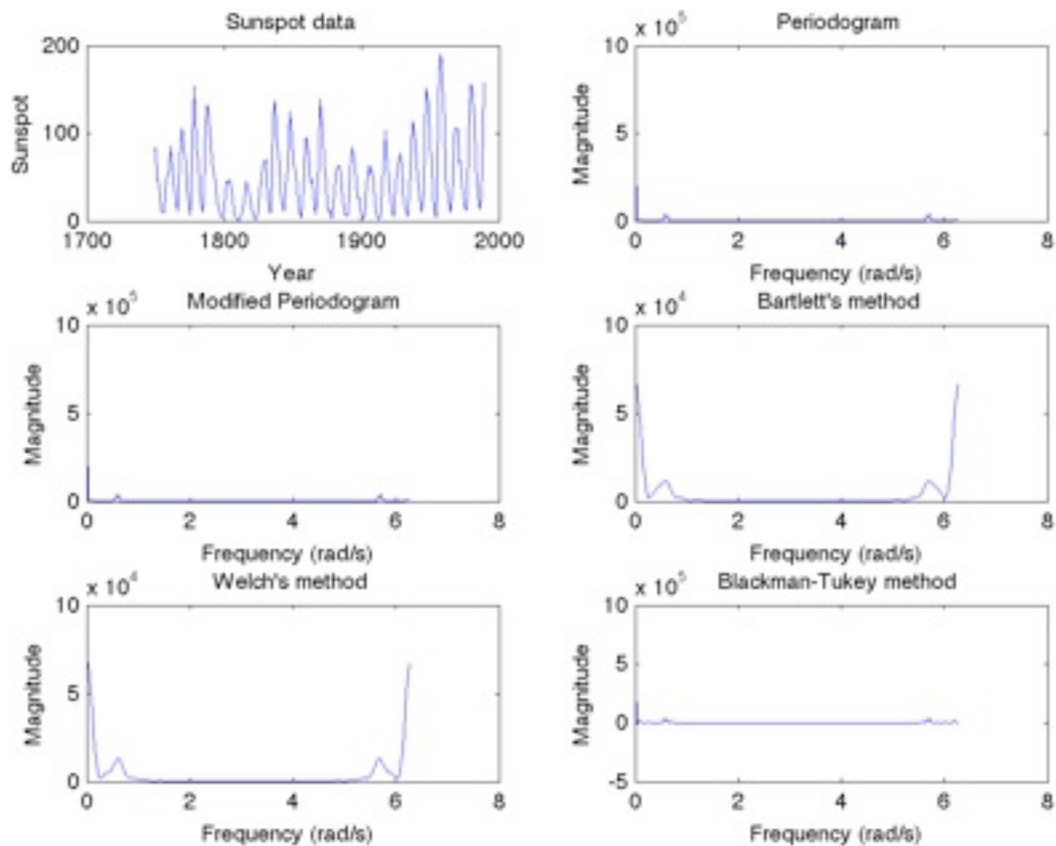 Sunspot data
200
100
0
Sunspot
1700
1800
1900
2000
Year
Periodogram
x 10^5
10
5
0
Magnitude
0
2
4
6
8
Frequency (rad/s)
Modified Periodogram
x 10^5
10
5
0
Magnitude
0
2
4
6
8
Frequency (rad/s)
Bartlett's method
x 10^4
10
5
0
Magnitude
0
2
4
6
8
Frequency (rad/s)
Welch's method
x 10^4
10
5
0
Magnitude
0
2
4
6
8
Frequency (rad/s)
Blackman-Tukey method
x 10^5
10
5
0
-5
Magnitude
0
2
4
6
8
Frequency (rad/s)